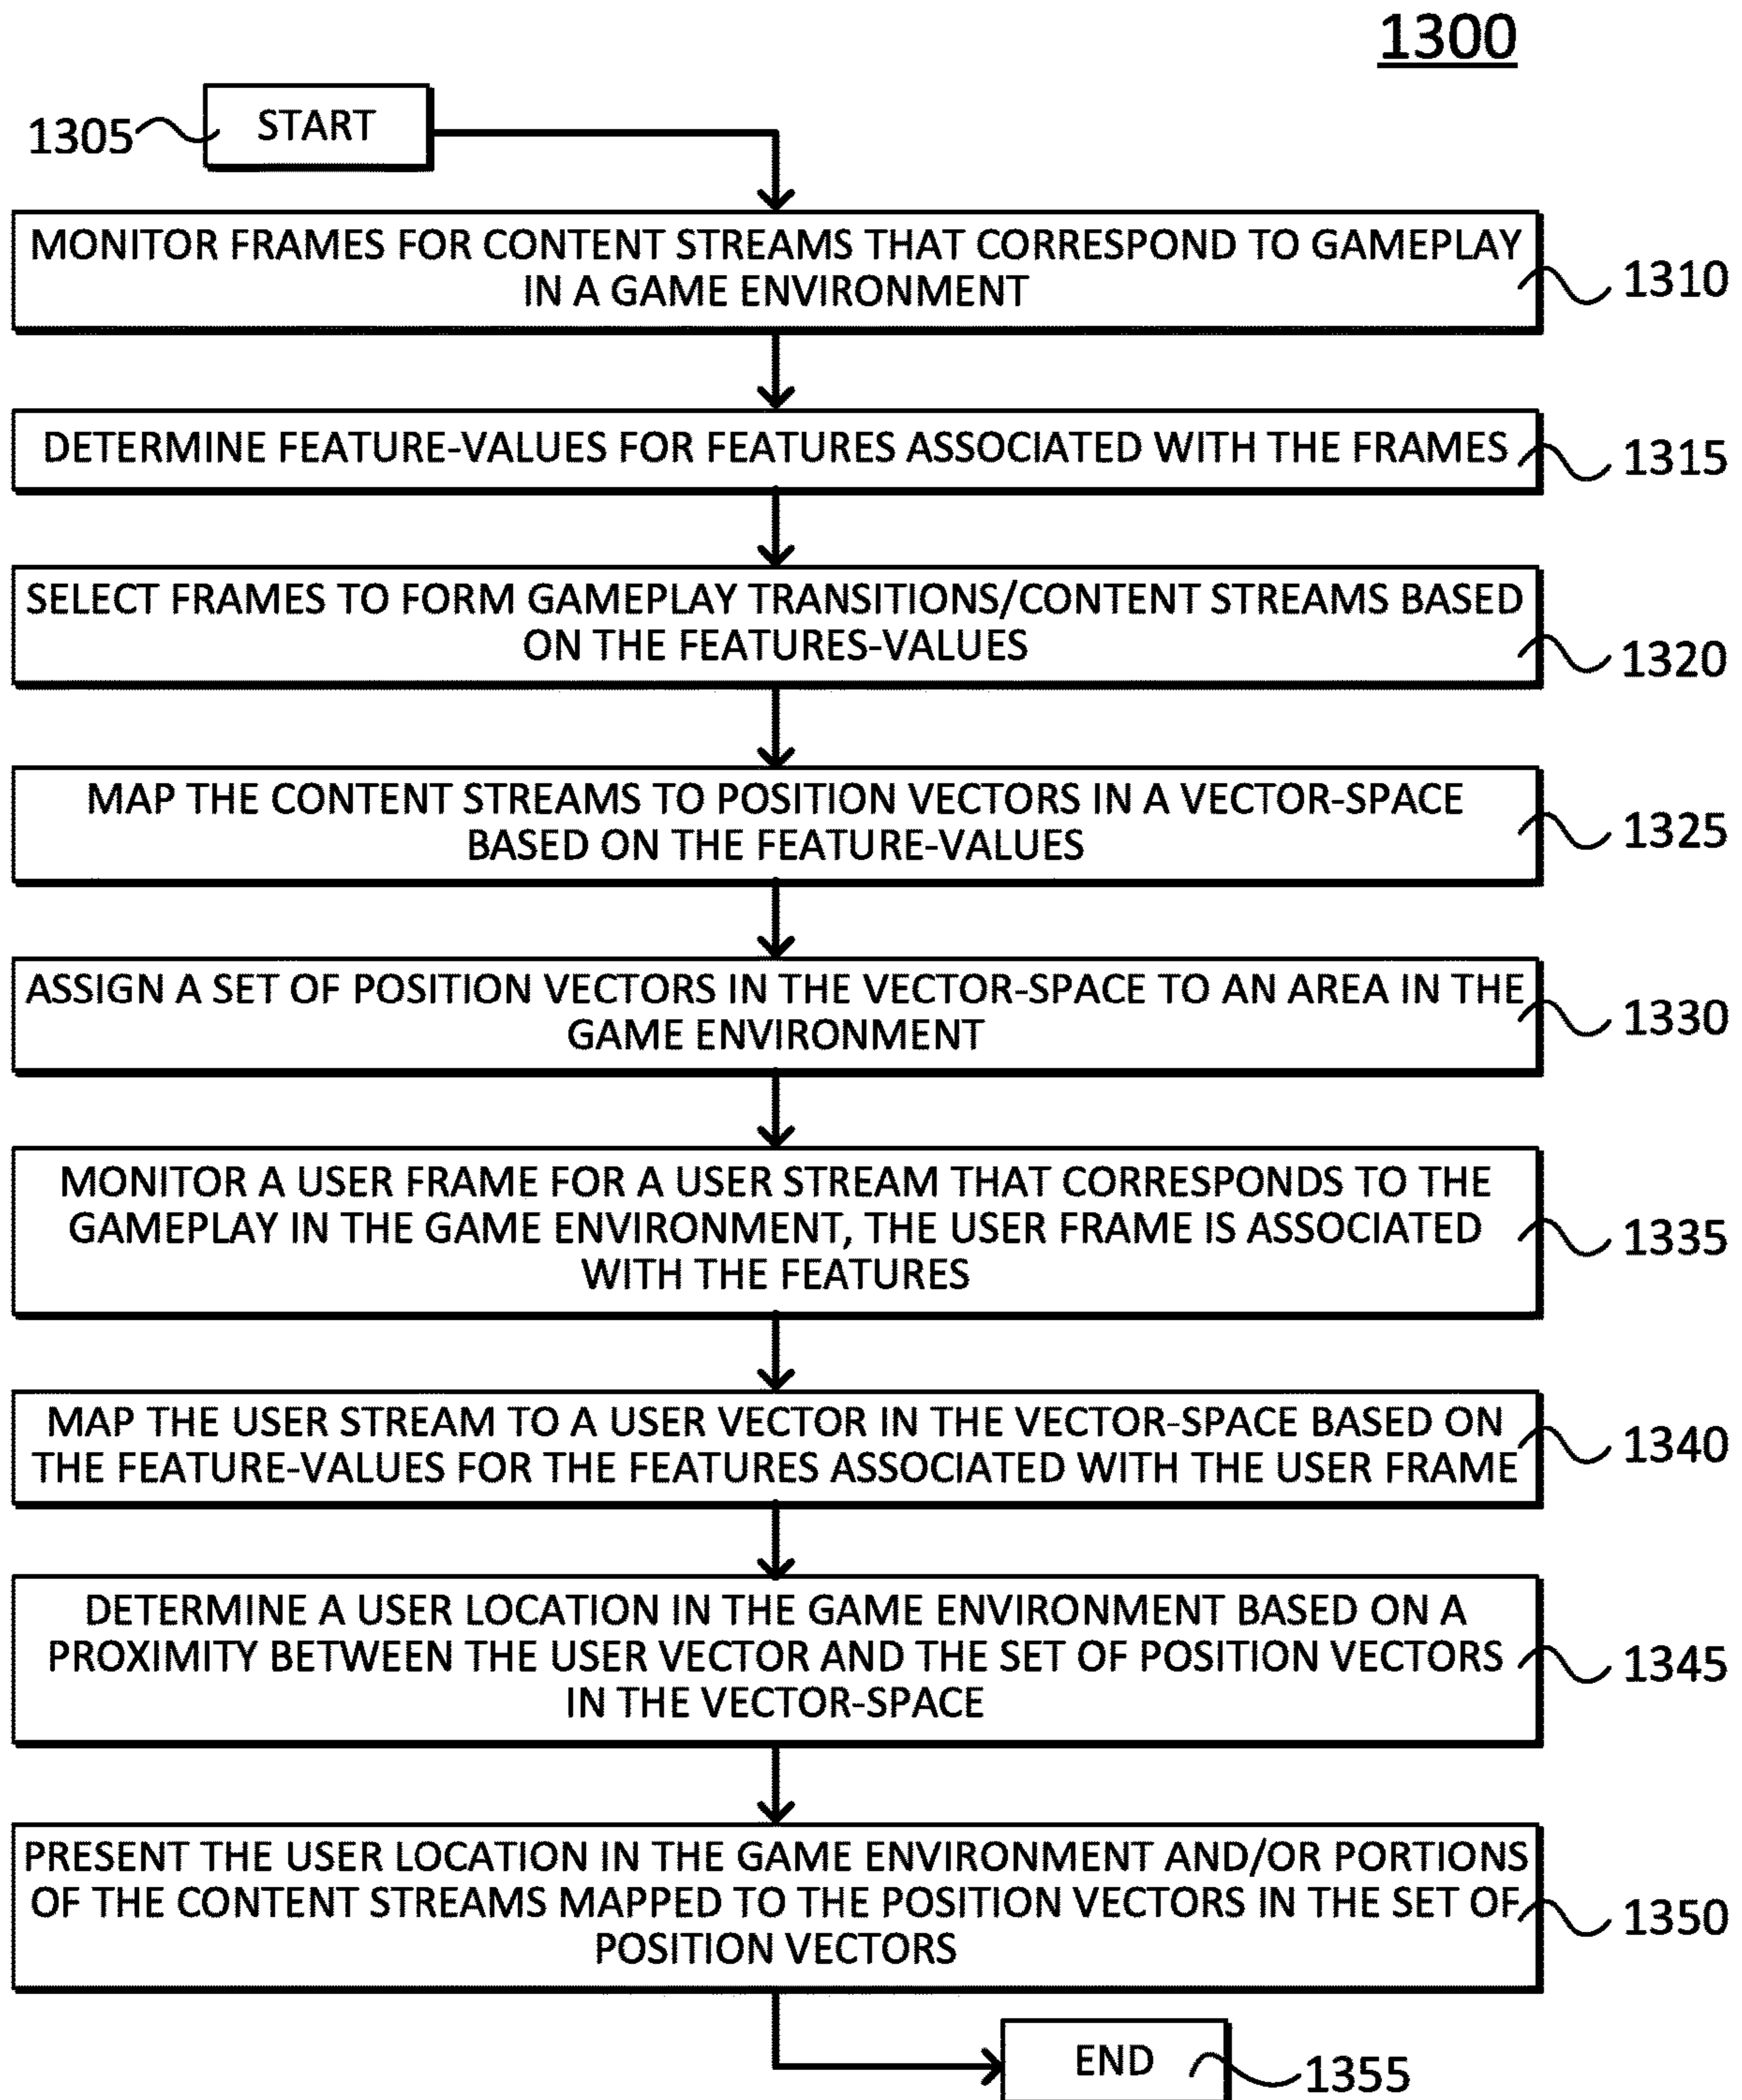 1300
1305
START
MONITOR FRAMES FOR CONTENT STREAMS THAT CORRESPOND TO GAMEPLAY
IN A GAME ENVIRONMENT
1310
DETERMINE FEATURE-VALUES FOR FEATURES ASSOCIATED WITH THE FRAMES
1315
SELECT FRAMES TO FORM GAMEPLAY TRANSITIONS/CONTENT STREAMS BASED
ON THE FEATURES-VALUES
1320
MAP THE CONTENT STREAMS TO POSITION VECTORS IN A VECTOR-SPACE
BASED ON THE FEATURE-VALUES
1325
ASSIGN A SET OF POSITION VECTORS IN THE VECTOR-SPACE TO AN AREA IN THE
GAME ENVIRONMENT
1330
MONITOR A USER FRAME FOR A USER STREAM THAT CORRESPONDS TO THE
GAMEPLAY IN THE GAME ENVIRONMENT, THE USER FRAME IS ASSOCIATED
WITH THE FEATURES
1335
MAP THE USER STREAM TO A USER VECTOR IN THE VECTOR-SPACE BASED ON
THE FEATURE-VALUES FOR THE FEATURES ASSOCIATED WITH THE USER FRAME
1340
DETERMINE A USER LOCATION IN THE GAME ENVIRONMENT BASED ON A
PROXIMITY BETWEEN THE USER VECTOR AND THE SET OF POSITION VECTORS
IN THE VECTOR-SPACE
1345
PRESENT THE USER LOCATION IN THE GAME ENVIRONMENT AND/OR PORTIONS
OF THE CONTENT STREAMS MAPPED TO THE POSITION VECTORS IN THE SET OF
POSITION VECTORS
1350
END
1355